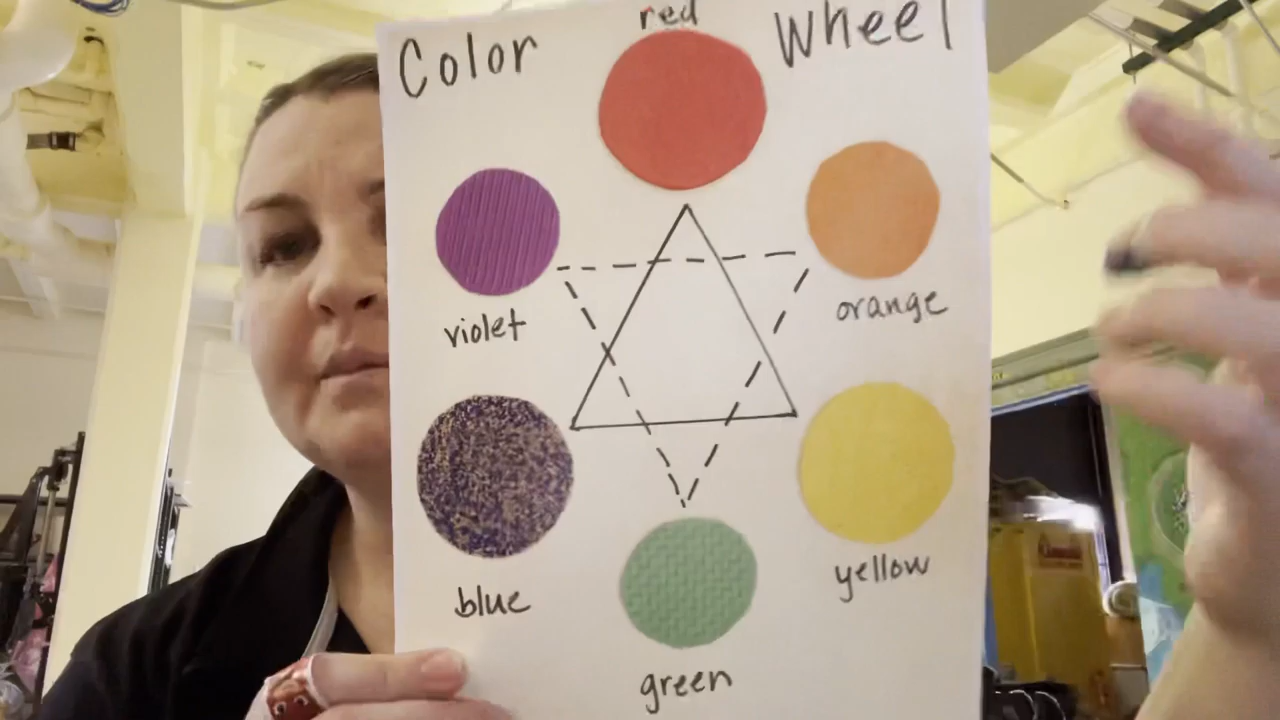 Color Wheel
red
violet
orange
blue
yellow
green